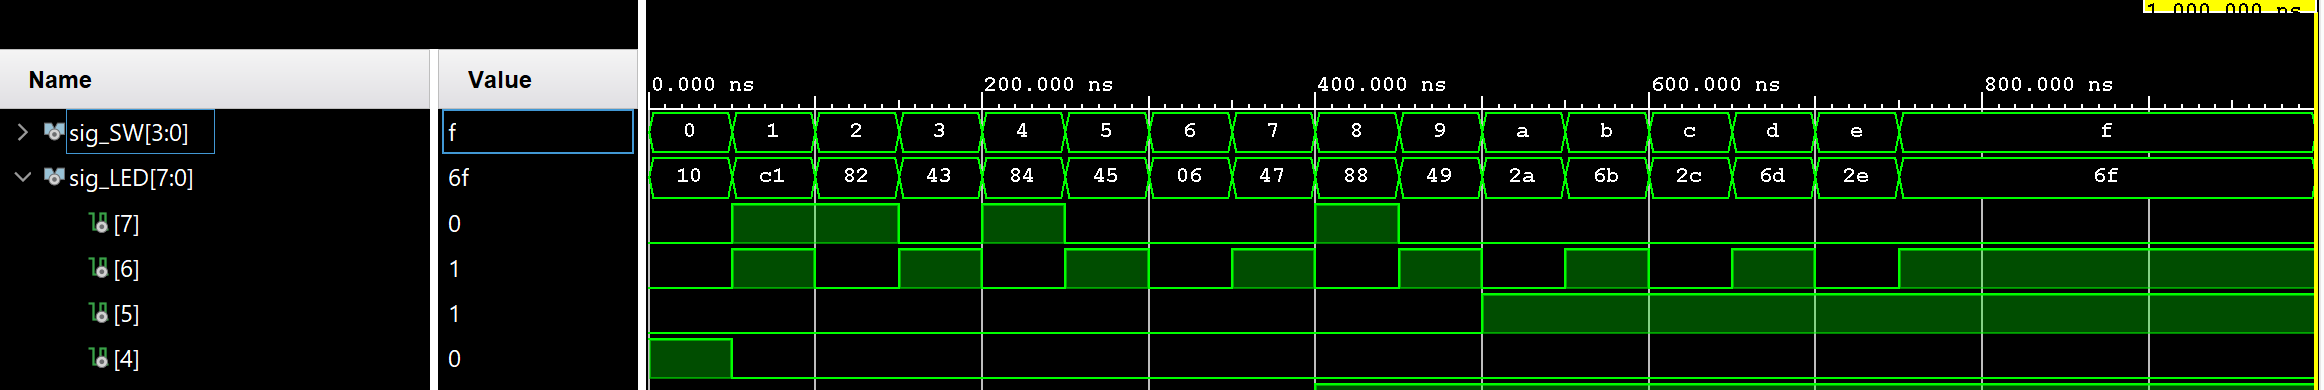 1,000.000 ns
Name Value
0.000 ns 200.000 ns 400.000 ns 600.000 ns 800.000 ns
sig_SW[3:0] f 0 1 2 3 4 5 6 7 8 9 a b c d e f
sig_LED[7:0] 6f 10 c1 82 43 84 45 06 47 88 49 2a 6b 2c 6d 2e 6f
[7] 0
[6] 1
[5] 1
[4] 0